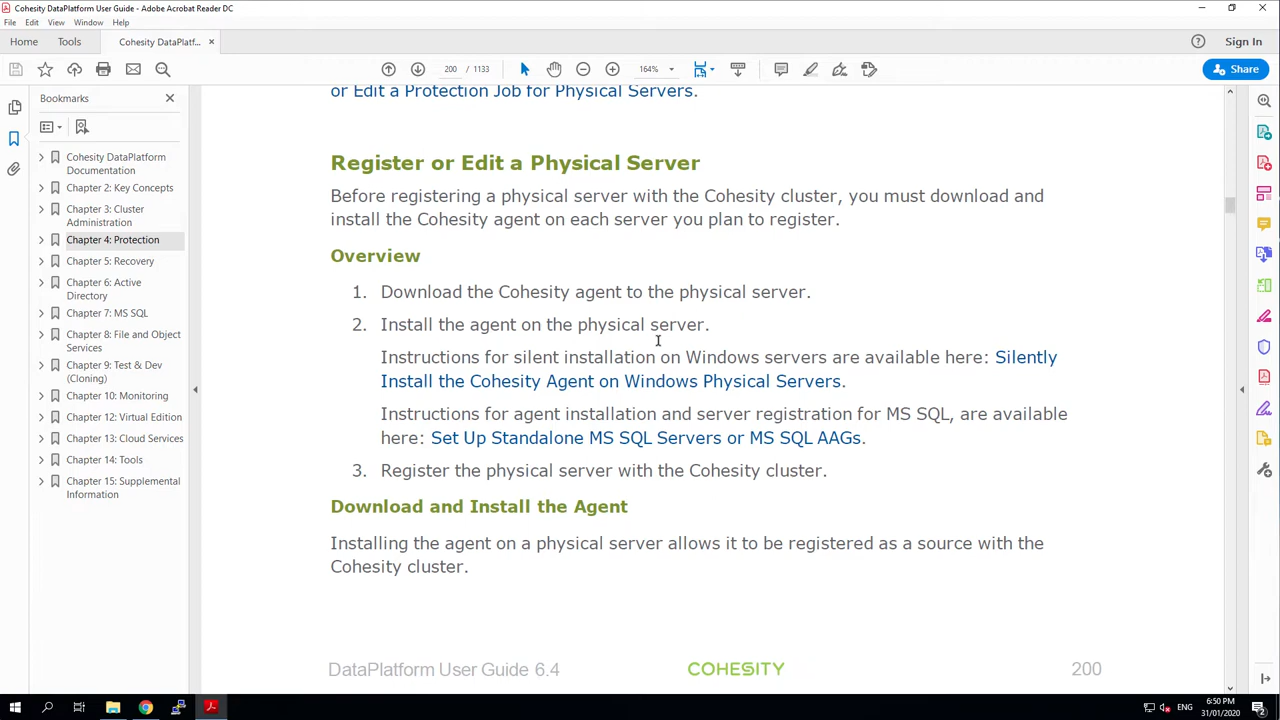 Cohesity DataPlatform User Guide - Adobe Acrobat Reader DC
File Edit View Window Help
Home Tools Cohesity DataPlatf... × Sign In
200 / 1133 164% Share
Bookmarks
Cohesity DataPlatform
Documentation
Chapter 2: Key Concepts
Chapter 3: Cluster
Administration
Chapter 4: Protection
Chapter 5: Recovery
Chapter 6: Active
Directory
Chapter 7: MS SQL
Chapter 8: File and Object
Services
Chapter 9: Test & Dev
(Cloning)
Chapter 10: Monitoring
Chapter 12: Virtual Edition
Chapter 13: Cloud Services
Chapter 14: Tools
Chapter 15: Supplemental
Information
or Edit a Protection Job for Physical Servers.
Register or Edit a Physical Server
Before registering a physical server with the Cohesity cluster, you must download and
install the Cohesity agent on each server you plan to register.
Overview
1. Download the Cohesity agent to the physical server.
2. Install the agent on the physical server.
Instructions for silent installation on Windows servers are available here: Silently
Install the Cohesity Agent on Windows Physical Servers.
Instructions for agent installation and server registration for MS SQL, are available
here: Set Up Standalone MS SQL Servers or MS SQL AAGs.
3. Register the physical server with the Cohesity cluster.
Download and Install the Agent
Installing the agent on a physical server allows it to be registered as a source with the
Cohesity cluster.
DataPlatform User Guide 6.4 COHESITY 200
ENG 6:50 PM
31/01/2020 2